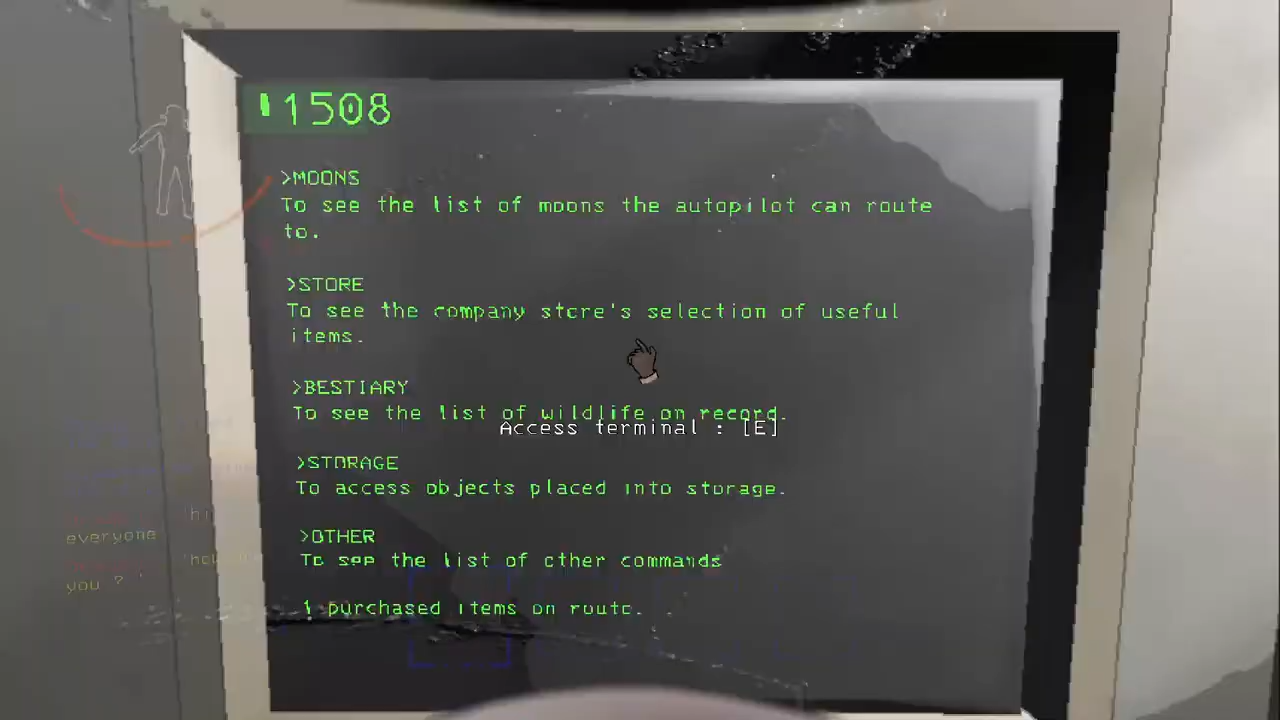 ▮1508
>MOONS
To see the list of moons the autopilot can route
to.
>STORE
To see the company store's selection of useful
items.
>BESTIARY
To see the list of wildlife on record.
Access terminal : [E]
>STORAGE
To access objects placed into storage.
>OTHER
To see the list of other commands
1 purchased items on route.
everyone
you ?